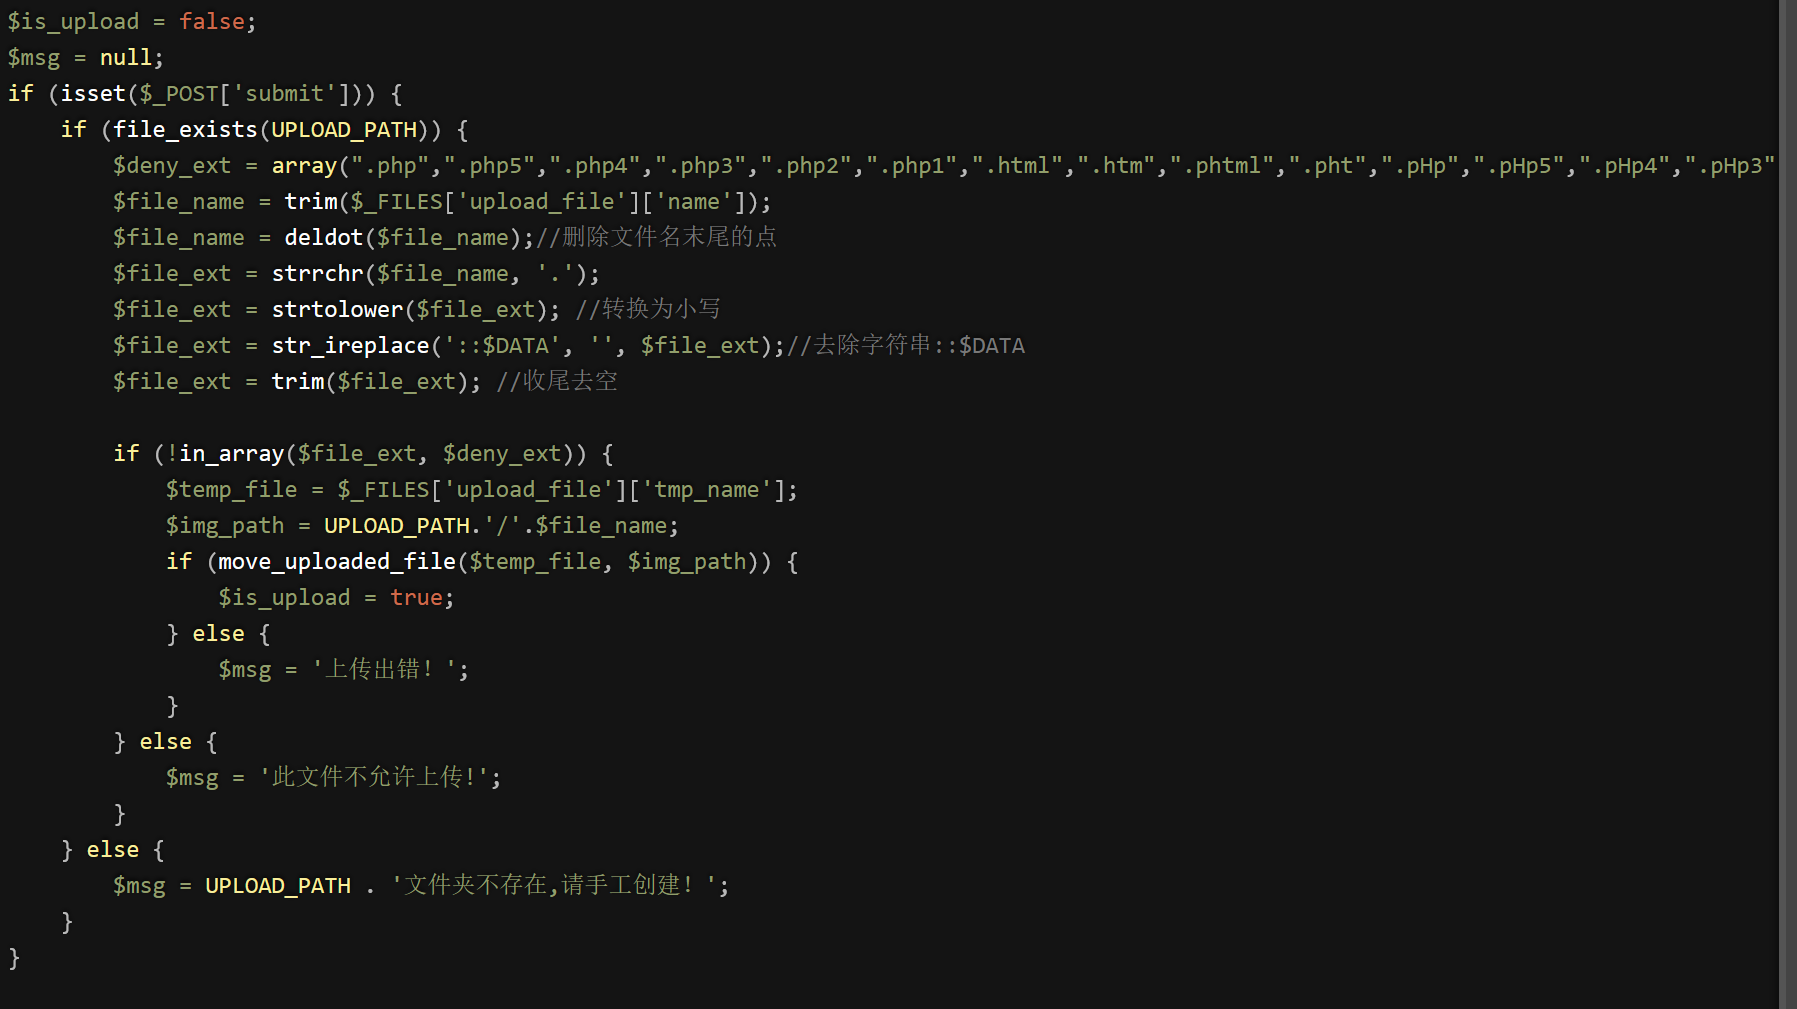 $is_upload = false;
$msg = null;
if (isset($_POST['submit'])) {
    if (file_exists(UPLOAD_PATH)) {
        $deny_ext = array(".php",".php5",".php4",".php3",".php2",".php1",".html",".htm",".phtml",".pht",".pHp",".pHp5",".pHp4",".pHp3"
        $file_name = trim($_FILES['upload_file']['name']);
        $file_name = deldot($file_name);//删除文件名末尾的点
        $file_ext = strrchr($file_name, '.');
        $file_ext = strtolower($file_ext); //转换为小写
        $file_ext = str_ireplace('::$DATA', '', $file_ext);//去除字符串::$DATA
        $file_ext = trim($file_ext); //收尾去空
        if (!in_array($file_ext, $deny_ext)) {
            $temp_file = $_FILES['upload_file']['tmp_name'];
            $img_path = UPLOAD_PATH.'/'.$file_name;
            if (move_uploaded_file($temp_file, $img_path)) {
                $is_upload = true;
            } else {
                $msg = '上传出错！';
            }
        } else {
            $msg = '此文件不允许上传!';
        }
    } else {
        $msg = UPLOAD_PATH . '文件夹不存在,请手工创建！';
    }
}